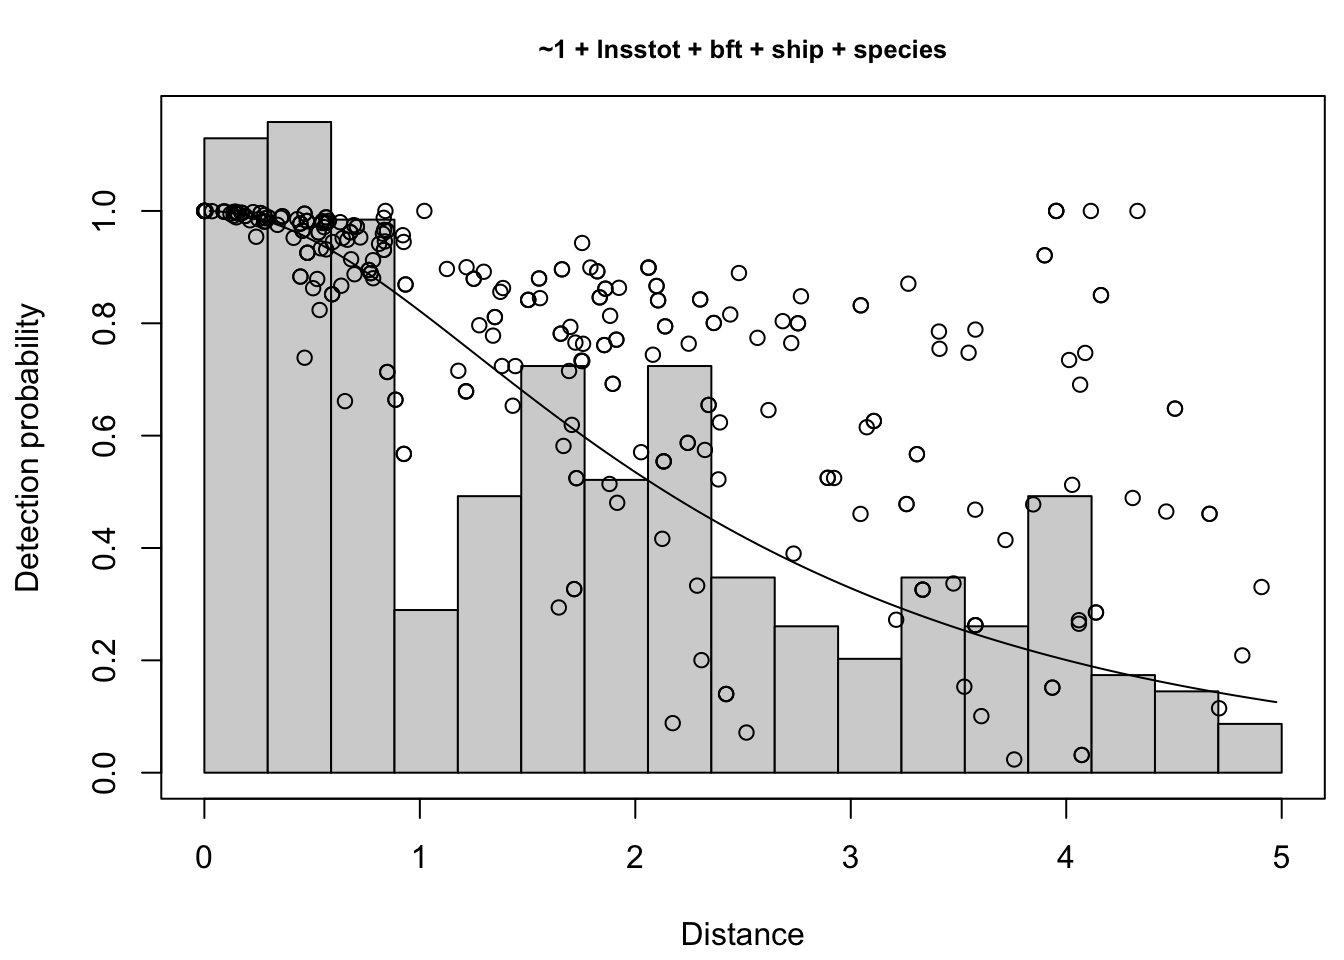 ~1 + lnsstot + bft + ship + species
Detection probability
1.0
0.8
0.6
0.4
0.2
0.0
0 1 2 3 4 5
Distance